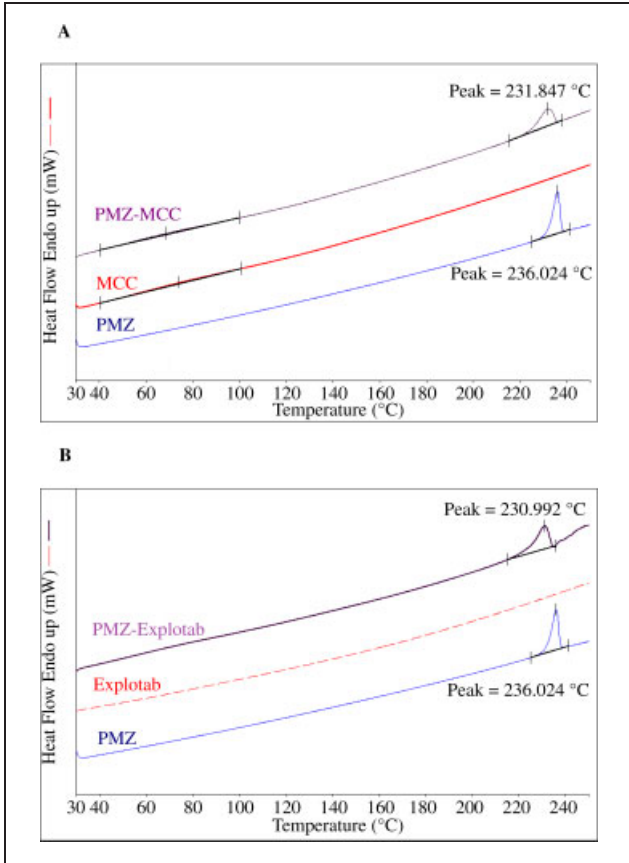 A
Peak = 231.847 °C
Heat Flow Endo up (mW)
PMZ-MCC
MCC
PMZ
Peak = 236.024 °C
30 40 60 80 100 120 140 160 180 200 220 240
Temperature (°C)
B
Peak = 230.992 °C
Heat Flow Endo up (mW)
PMZ-Explotab
Explotab
PMZ
Peak = 236.024 °C
30 40 60 80 100 120 140 160 180 200 220 240
Temperature (°C)